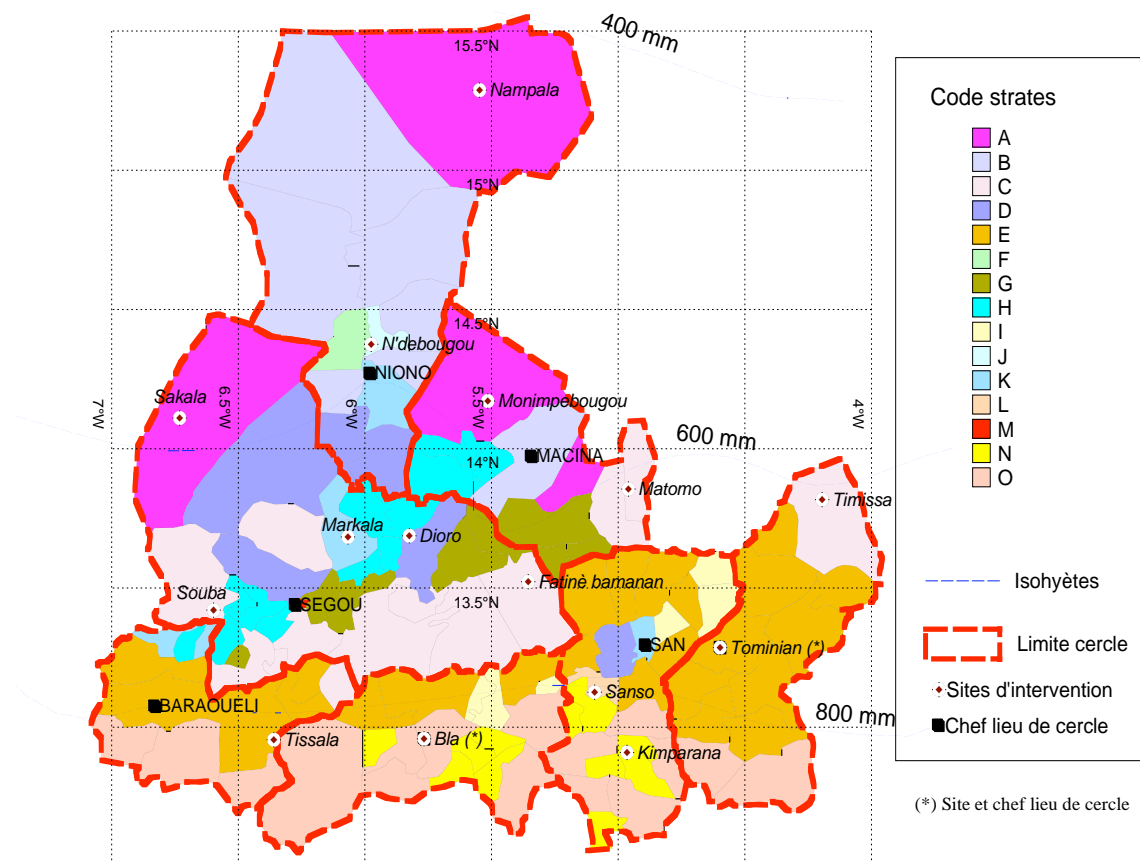 400 mm
15.5°N
Nampala
15°N
14.5°N
N'debougou
NIONO
Sakala
7°W
6.5°W
6°W
5.5°W
4°W
Monimpebougou
600 mm
14°N
MACINA
Matomo
Timissa
Markala
Dioro
Fatinè bamanan
13.5°N
Souba
SEGOU
SAN
Tominian (*)
BARAOUELI
Sanso
800 mm
Tissala
Bla (*)
Kimparana
Code strates
A
B
C
D
E
F
G
H
I
J
K
L
M
N
O
Isohyètes
Limite cercle
Sites d'intervention
Chef lieu de cercle
(*) Site et chef lieu de cercle